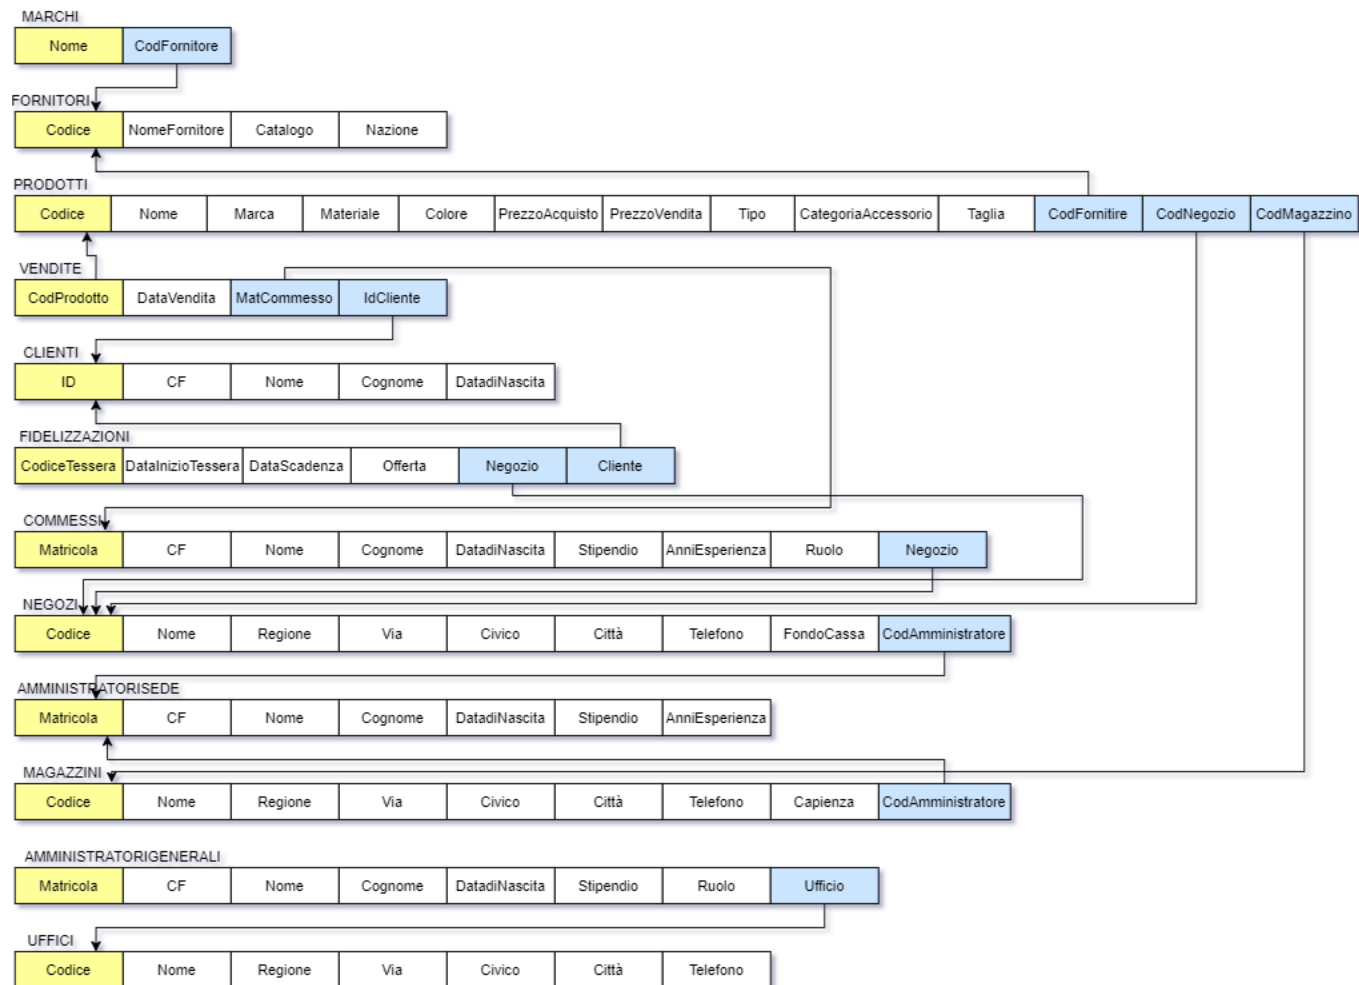 MARCHI
Nome CodFornitore
FORNITORI
Codice NomeFornitore Catalogo Nazione
PRODOTTI
Codice Nome Marca Materiale Colore PrezzoAcquisto PrezzoVendita Tipo CategoriaAccessorio Taglia CodFornitire CodNegozio CodMagazzino
VENDITE
CodProdotto DataVendita MatCommesso IdCliente
CLIENTI
ID CF Nome Cognome DatadiNascita
FIDELIZZAZIONI
CodiceTessera DataInizioTessera DataScadenza Offerta Negozio Cliente
COMMESSI
Matricola CF Nome Cognome DatadiNascita Stipendio AnniEsperienza Ruolo Negozio
NEGOZI
Codice Nome Regione Via Civico Città Telefono FondoCassa CodAmministratore
AMMINISTRATORISEDE
Matricola CF Nome Cognome DatadiNascita Stipendio AnniEsperienza
MAGAZZINI
Codice Nome Regione Via Civico Città Telefono Capienza CodAmministratore
AMMINISTRATORIGENERALI
Matricola CF Nome Cognome DatadiNascita Stipendio Ruolo Ufficio
UFFICI
Codice Nome Regione Via Civico Città Telefono